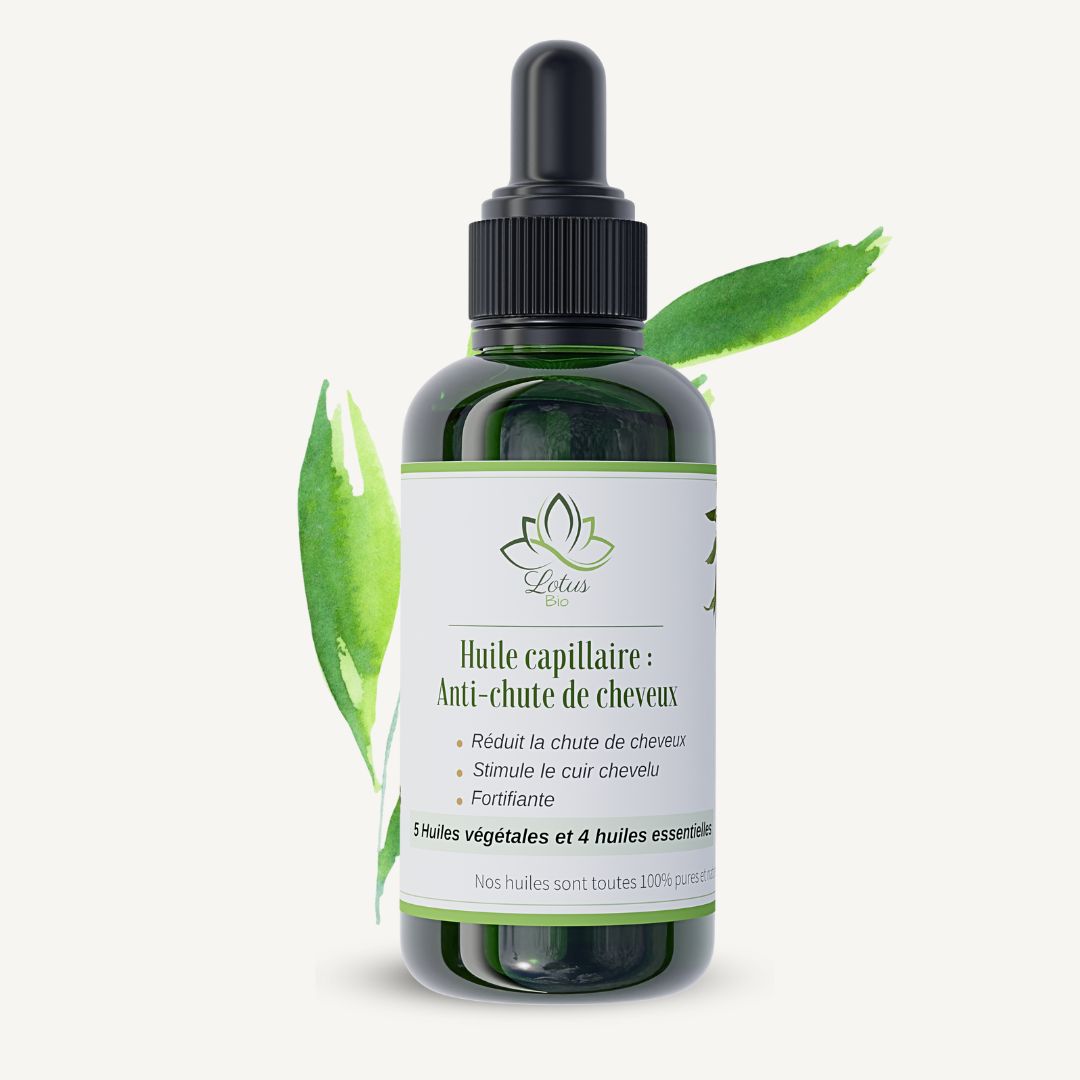 Lotus
Bio
Huile capillaire :
Anti-chute de cheveux
• Réduit la chute de cheveux
• Stimule le cuir chevelu
• Fortifiante
5 Huiles végétales et 4 huiles essentielles
Nos huiles sont toutes 100% pures et